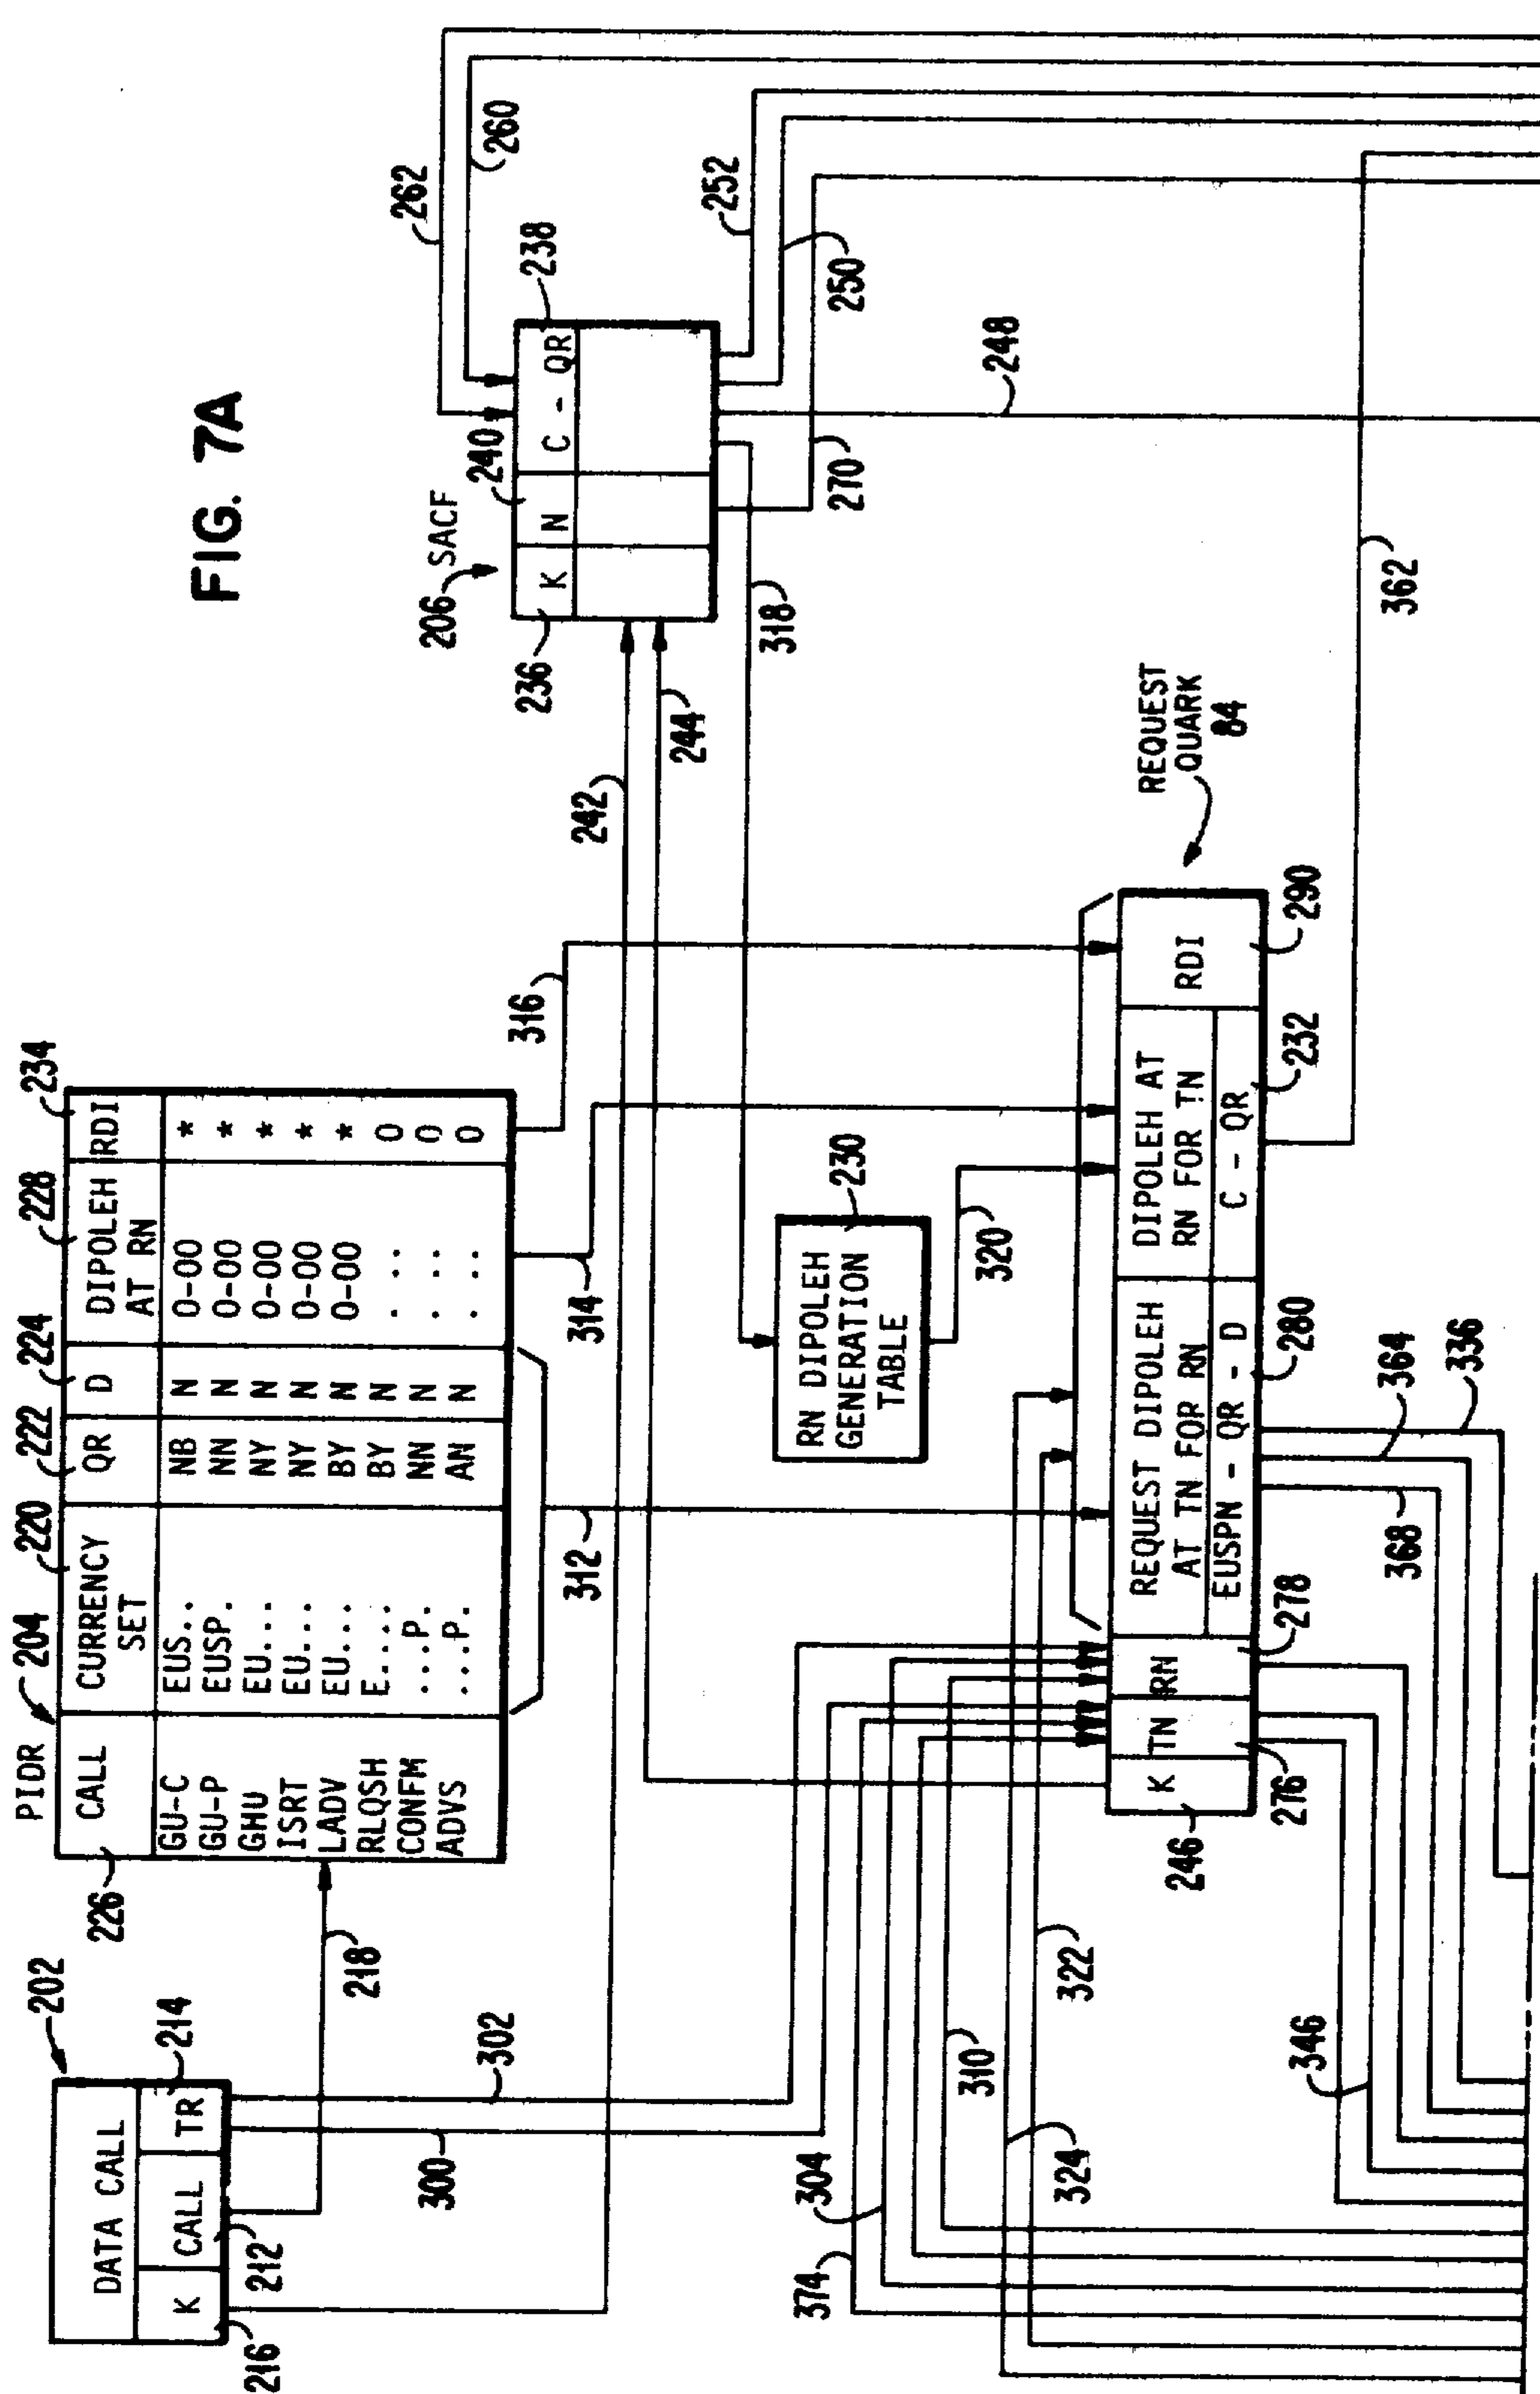 FIG. 7A
202
DATA CALL
K CALL TR
216
212
214
218
300
302
PIDR 204
220
222
224
228
234
226
CALL CURRENCY SET QR D DIPOLEH AT RN RDI
GU-C EUS.. NB N 0-00 *
GU-P EUSP. NN N 0-00 *
GHU EU... NY N 0-00 *
ISRT EU... NY N 0-00 *
LADV EU... BY N 0-00 *
RLQSH E.... BY N . .. 0
CONFM ...P. NN N . .. 0
ADVS ...P. AN N . .. 0
312
314
316
206 SACF
236
240
238
K N C - QR
262
260
242
244
318
270
252
250
248
RN DIPOLEH
GENERATION
TABLE
230
320
REQUEST
QUARK
84
K TN RN
REQUEST DIPOLEH
AT TN FOR RN
EUSPN - QR - D
DIPOLEH AT
RN FOR TN
C - QR
RDI
246
276
278
280
232
290
374
304
310
324
322
346
368
364
336
362